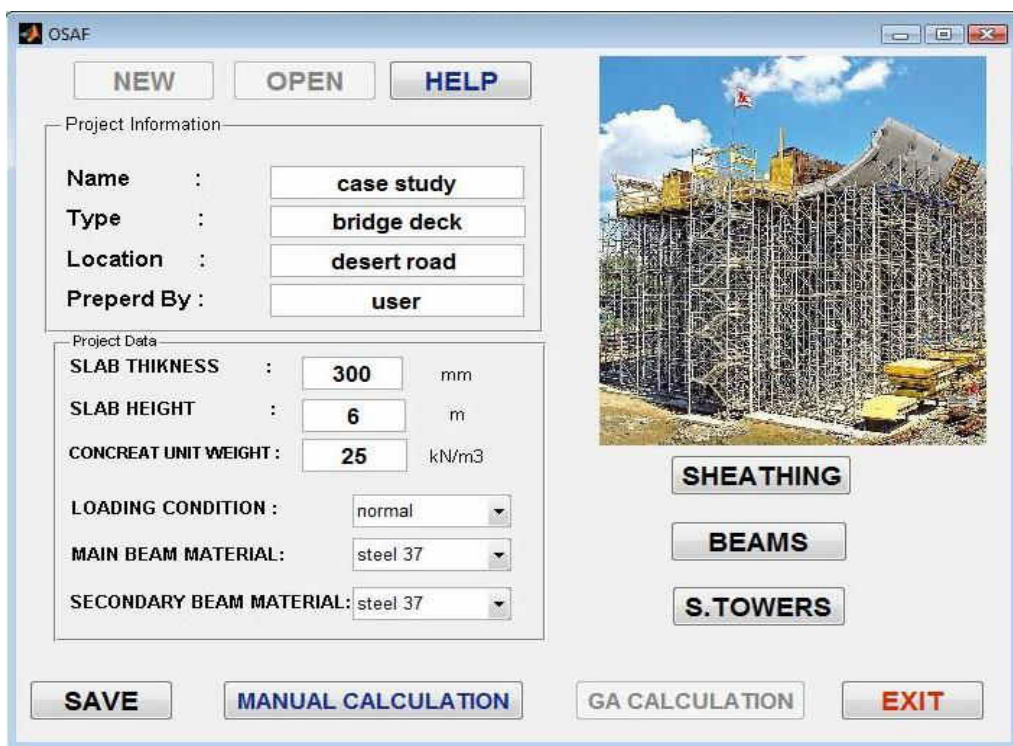 OSAF
NEW OPEN HELP
Project Information
Name : case study
Type : bridge deck
Location : desert road
Preperd By : user
Project Data
SLAB THIKNESS : 300 mm
SLAB HEIGHT : 6 m
CONCREAT UNIT WEIGHT : 25 kN/m3
LOADING CONDITION : normal
MAIN BEAM MATERIAL: steel 37
SECONDARY BEAM MATERIAL: steel 37
SHEATHING
BEAMS
S.TOWERS
SAVE MANUAL CALCULATION GA CALCULATION EXIT